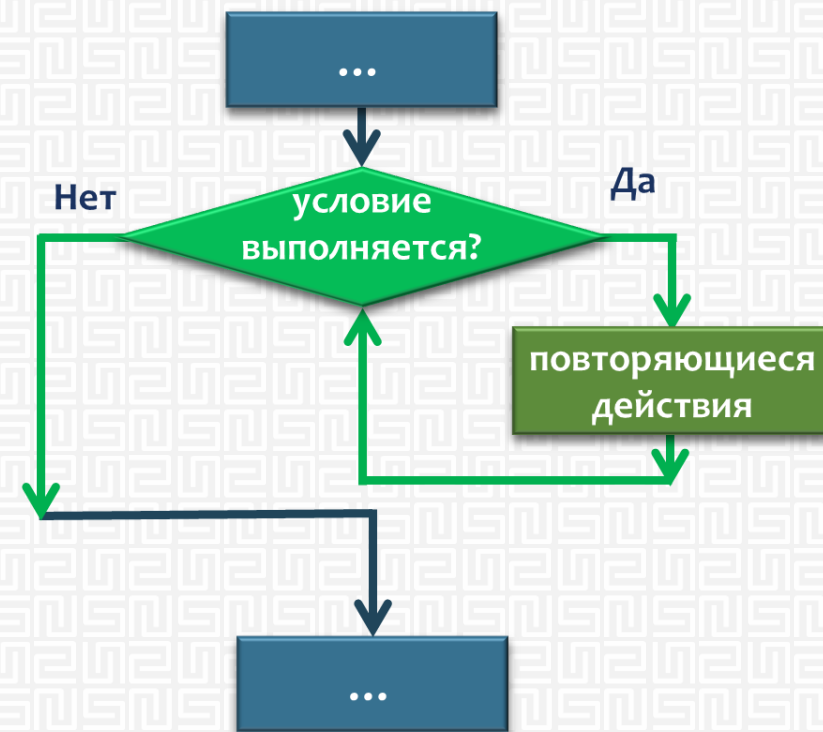 ...
Нет
Да
условие
выполняется?
повторяющиеся
действия
...